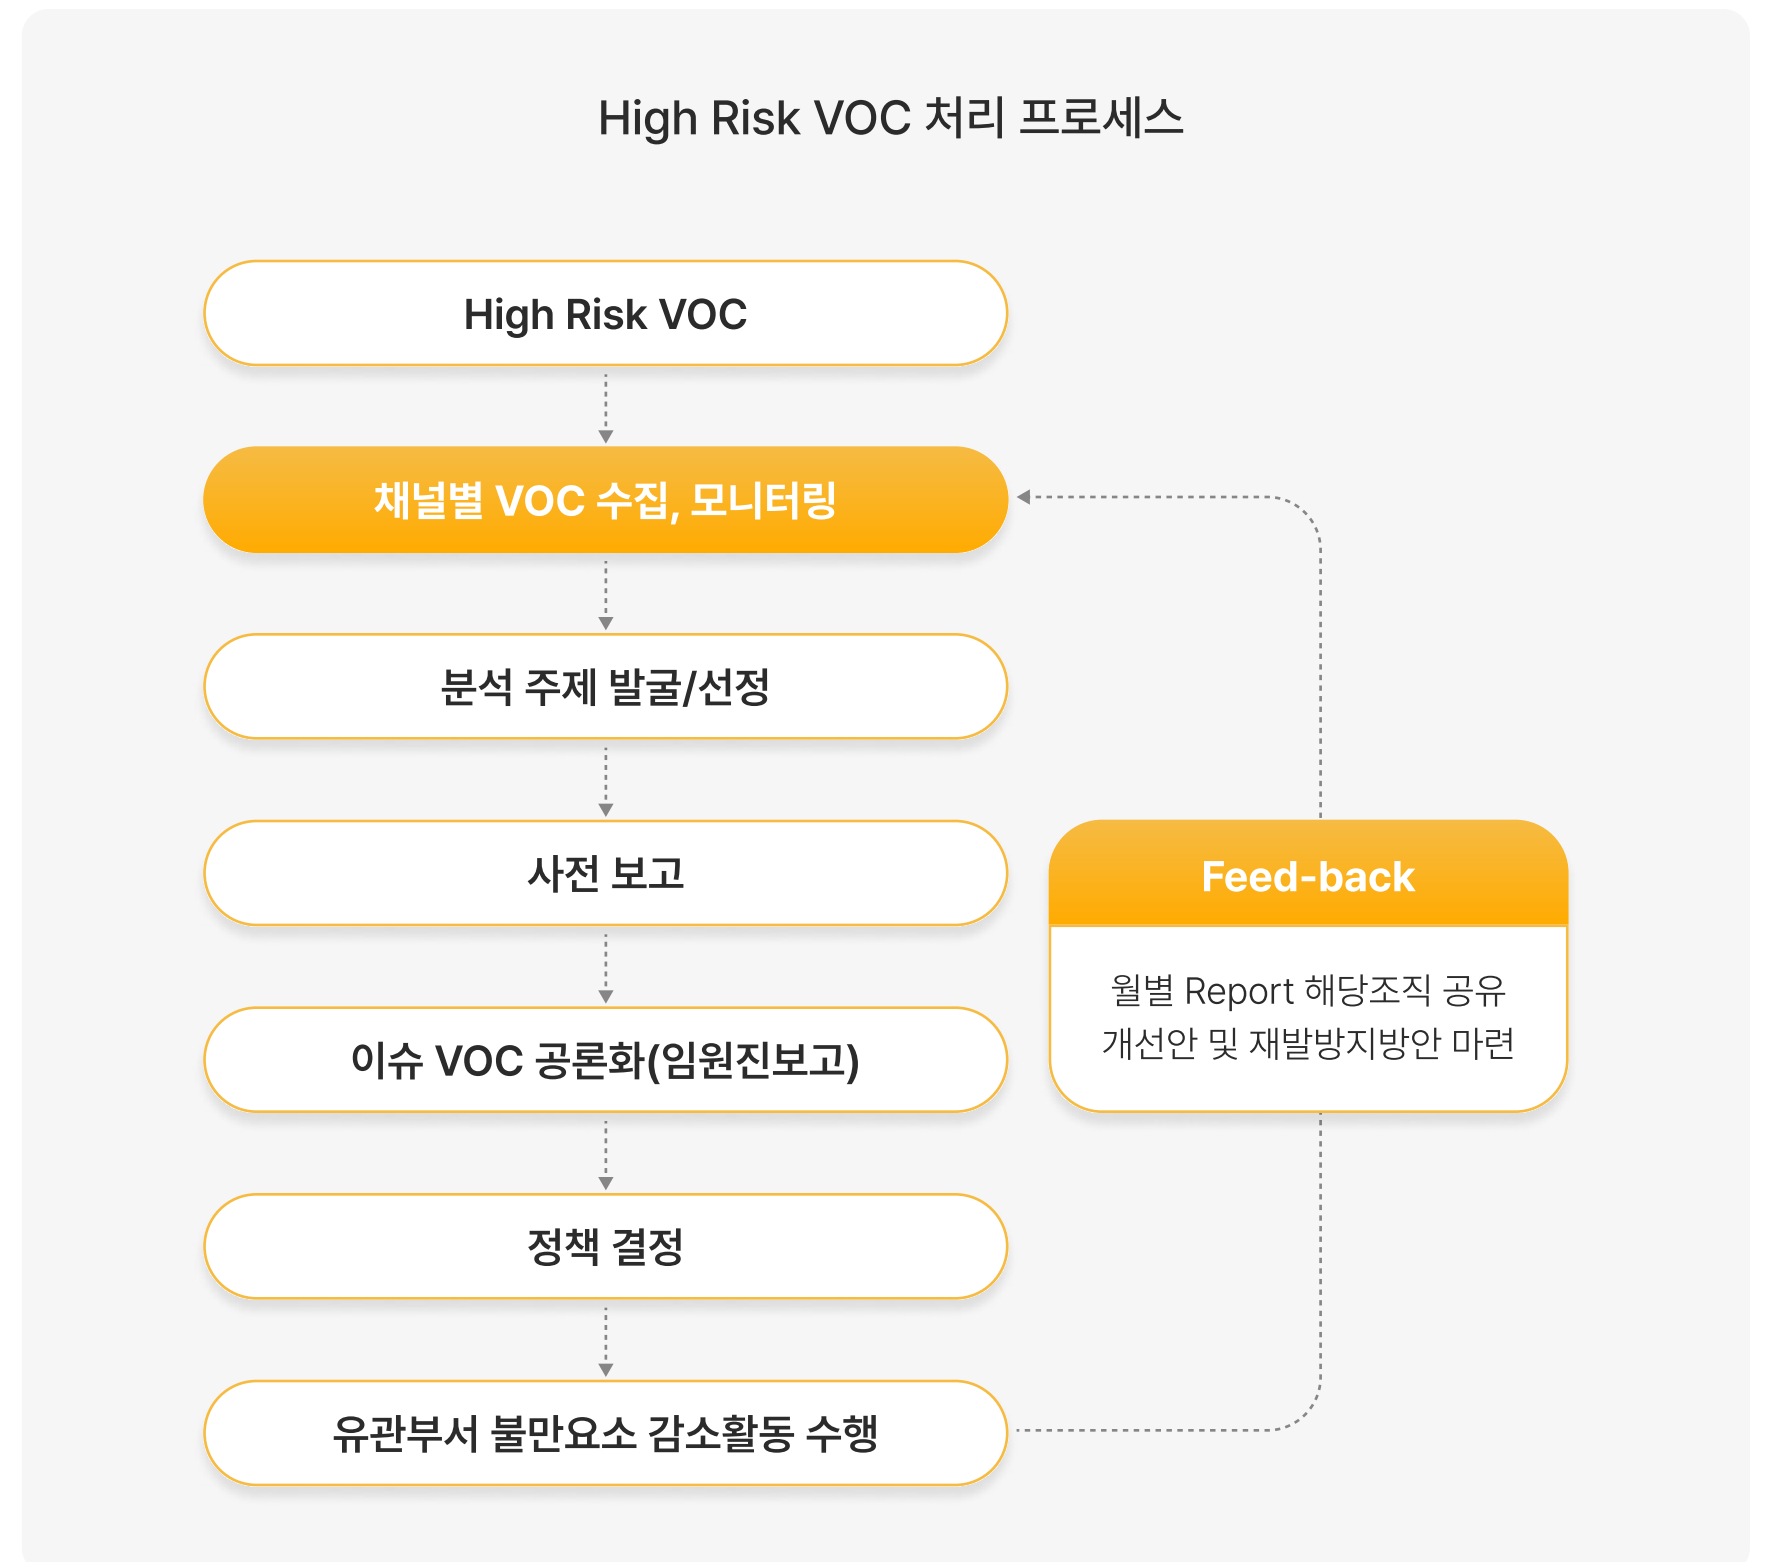 High Risk VOC 처리 프로세스
High Risk VOC
채널별 VOC 수집, 모니터링
분석 주제 발굴/선정
사전 보고
이슈 VOC 공론화(임원진보고)
정책 결정
유관부서 불만요소 감소활동 수행
Feed-back
월별 Report 해당조직 공유
개선안 및 재발방지방안 마련